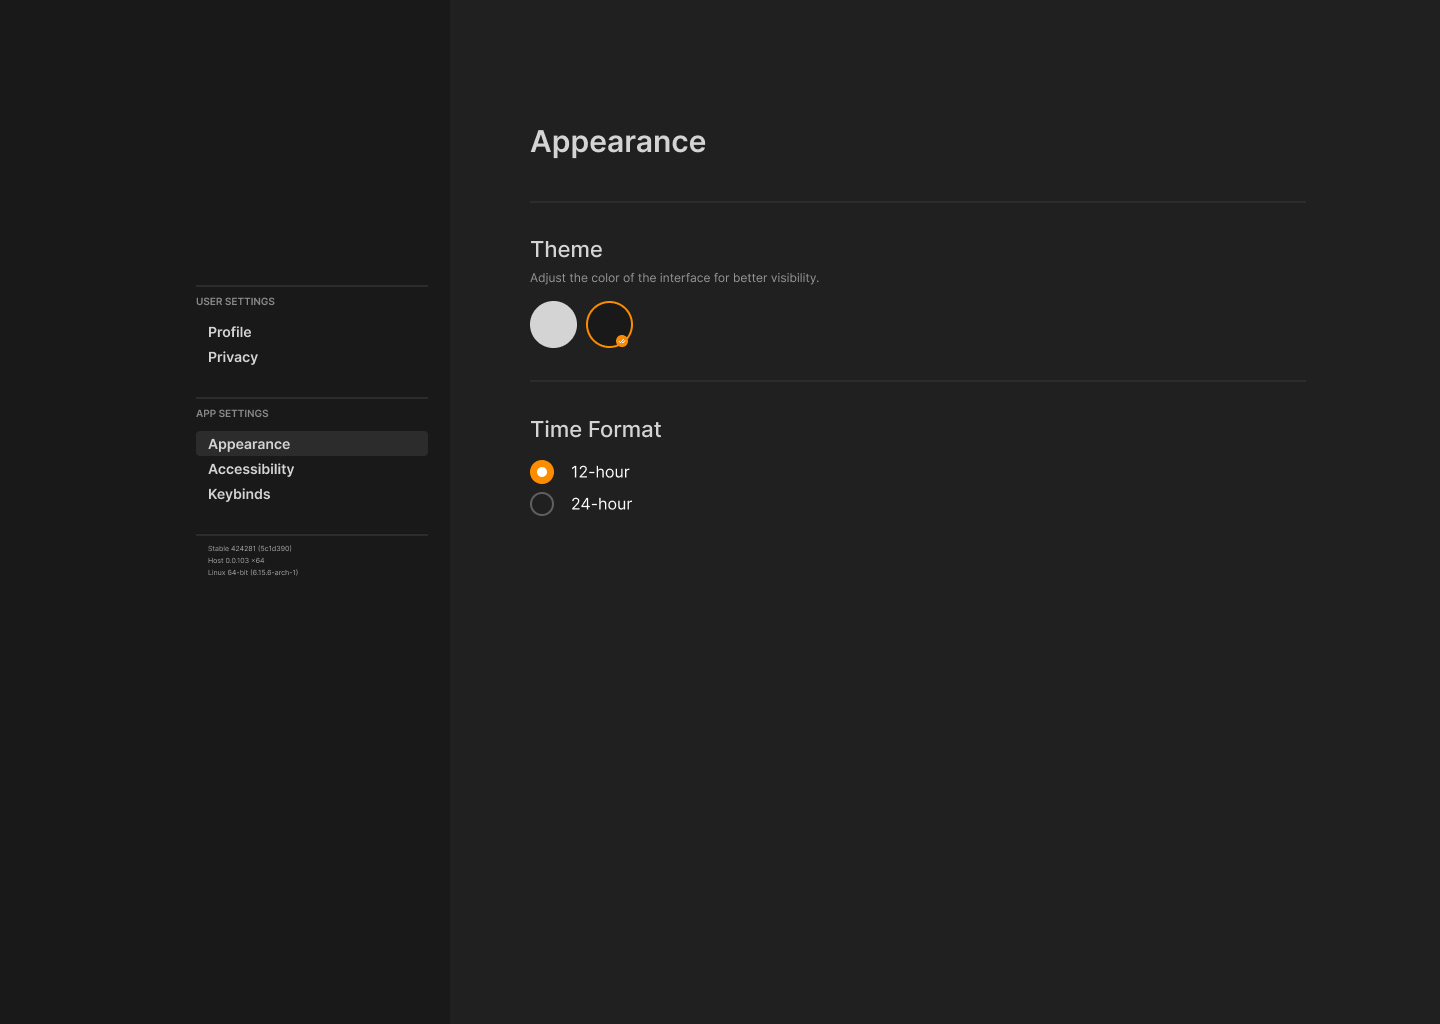 USER SETTINGS
Profile
Privacy
APP SETTINGS
Appearance
Accessibility
Keybinds
Stable 424281 (5c1d390)
Host 0.0.103 x64
Linux 64-bit (6.15.6-arch-1)
Appearance
Theme
Adjust the color of the interface for better visibility.
Time Format
12-hour
24-hour